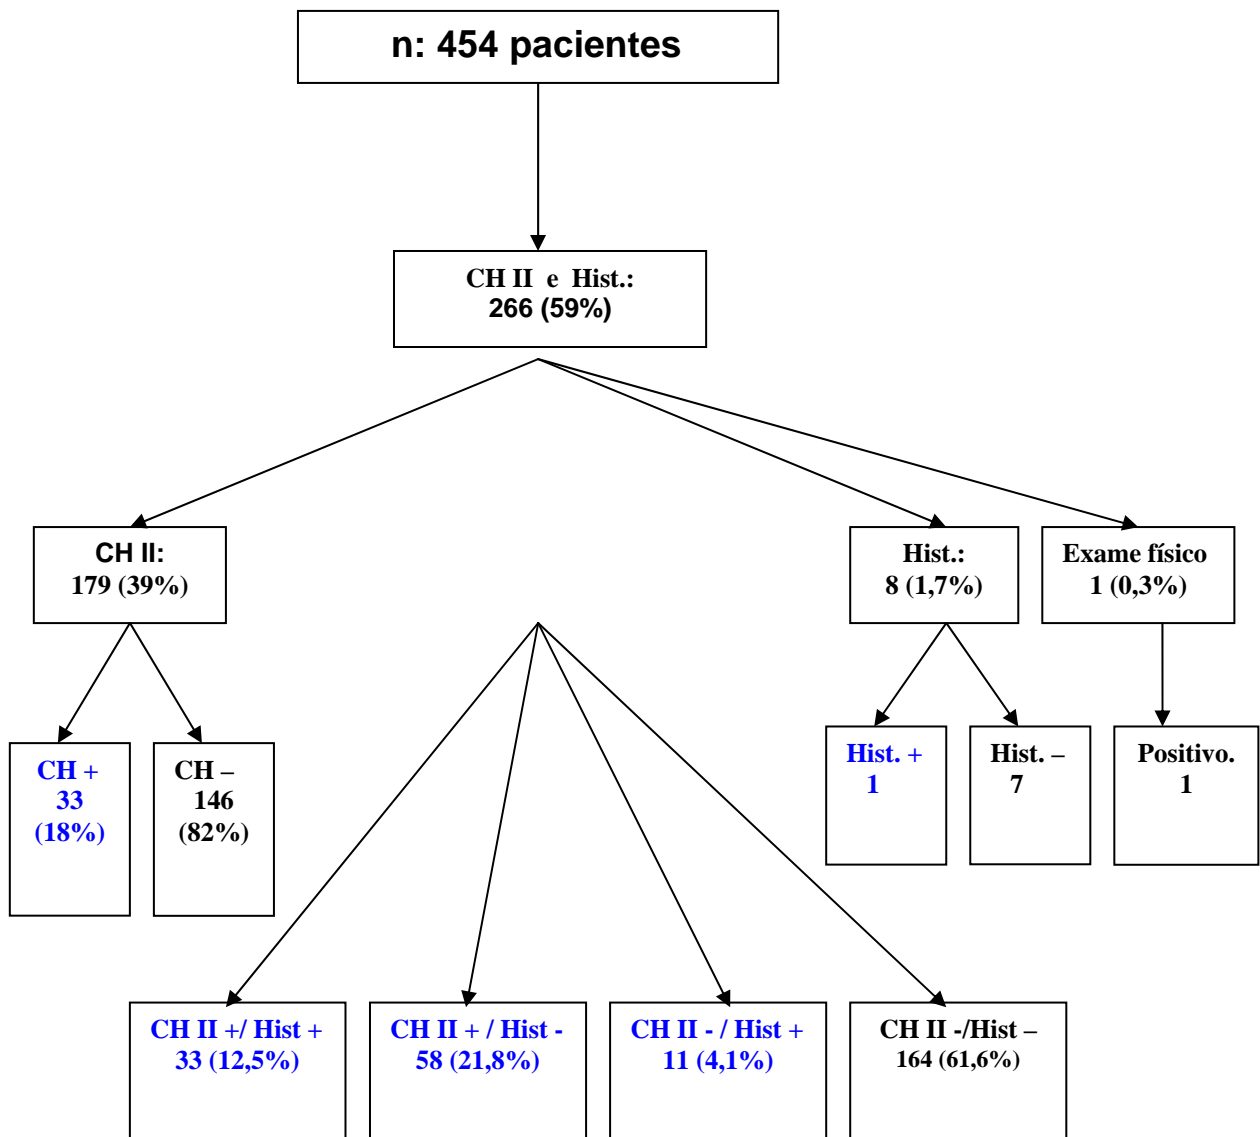 n: 454 pacientes
CH II e Hist.:
266 (59%)
CH II:
179 (39%)
Hist.:
8 (1,7%)
Exame físico
1 (0,3%)
CH +
33
(18%)
CH –
146
(82%)
Hist. +
1
Hist. –
7
Positivo.
1
CH II +/ Hist +
33 (12,5%)
CH II + / Hist -
58 (21,8%)
CH II - / Hist +
11 (4,1%)
CH II -/Hist –
164 (61,6%)